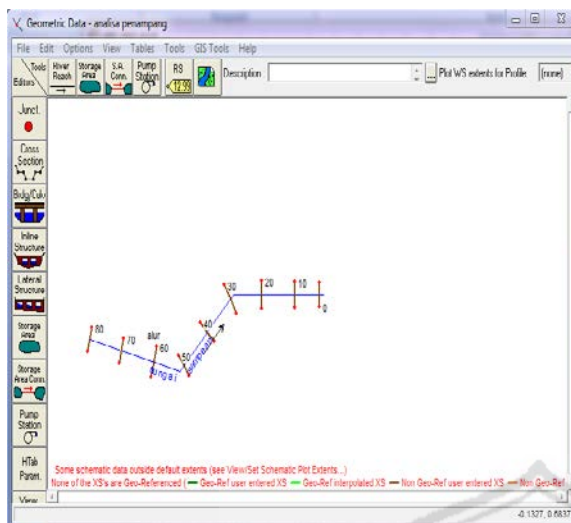 Geometric Data - analisa penampang
File Edit Options View Tables Tools GIS Tools Help
Tools
Editors
River Reach
Storage Area
S.A. Conn.
Pump Station
RS
Description
...
Plot WS extents for Profile:
(none)
Junct.
Cross Section
Brdg/Culv
Inline Structure
Lateral Structure
Storage Area
Storage Area Conn.
Pump Station
HTab Param.
View
80
70
alur
60
sungai
50
40
30
20
10
0
Some schematic data outside default extents (see View/Set Schematic Plot Extents...)
None of the XS's are Geo-Referenced ( Geo-Ref user entered XS Geo-Ref interpolated XS Non Geo-Ref user entered XS Non Geo-Ref
-0.1327, 0.6837